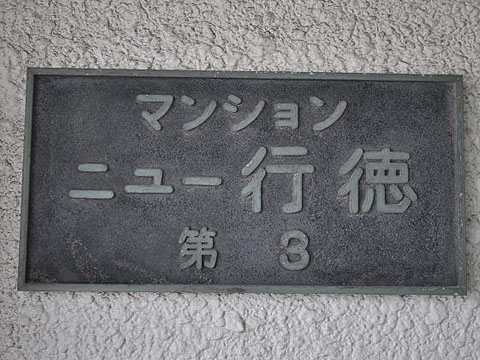 マンション
ニュー行徳
第 3